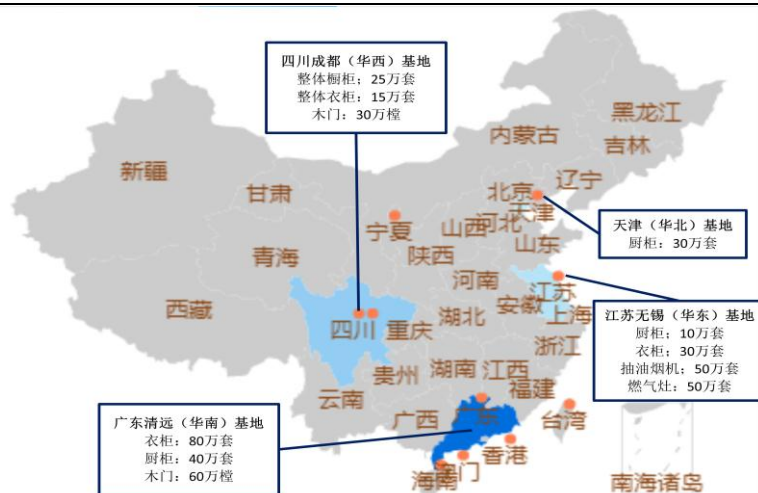 四川成都（华西）基地
整体橱柜：25万套
整体衣柜：15万套
木门：30万樘
黑龙江
内蒙古
吉林
新疆
辽宁
北京
甘肃
天津
天津（华北）基地
厨柜：30万套
宁夏
山西
河北
山东
青海
陕西
河南
江苏
西藏
安徽
上海
江苏无锡（华东）基地
厨柜：10万套
衣柜：30万套
抽油烟机：50万套
燃气灶：50万套
四川
重庆
湖北
浙江
贵州
湖南
江西
福建
云南
广西
广东
台湾
广东清远（华南）基地
衣柜：80万套
厨柜：40万套
木门：60万樘
香港
海南
门
南海诸岛